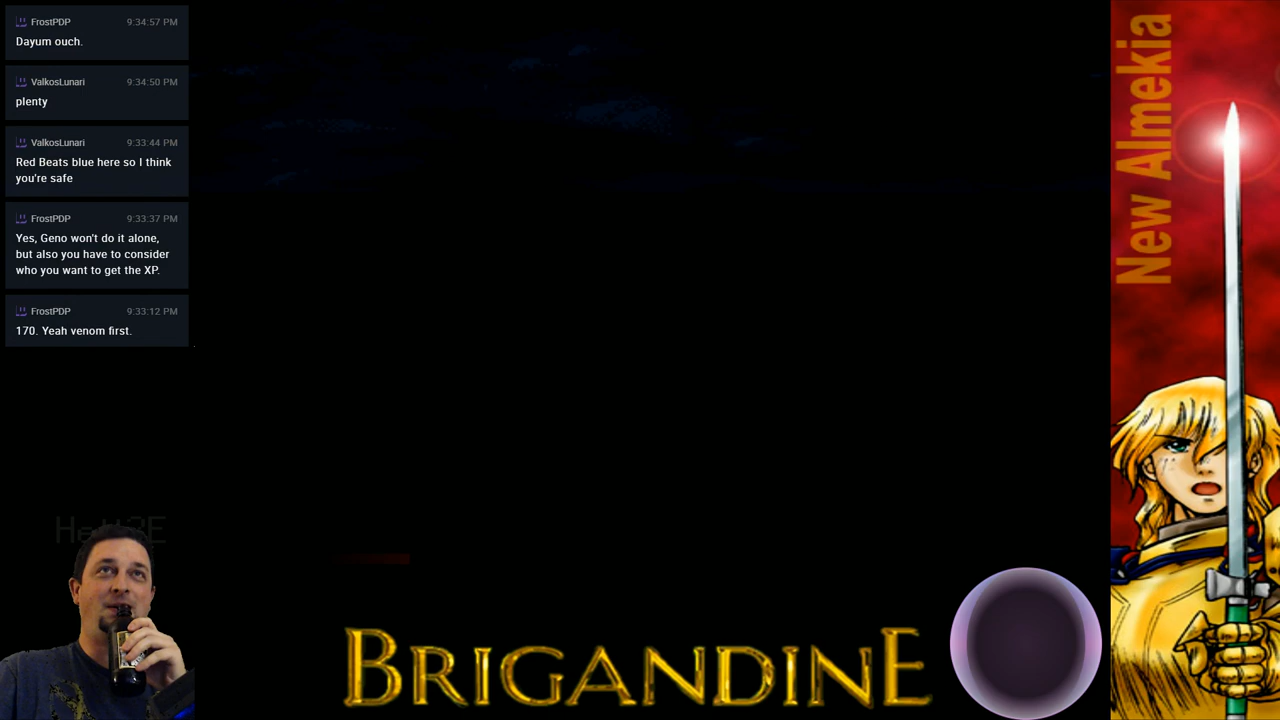 FrostPDP 9:34:57 PM
Dayum ouch.
ValkosLunari 9:34:50 PM
plenty
ValkosLunari 9:33:44 PM
Red Beats blue here so I think
you're safe
FrostPDP 9:33:37 PM
Yes, Geno won't do it alone,
but also you have to consider
who you want to get the XP.
FrostPDP 9:33:12 PM
170. Yeah venom first.
BRIGANDINE
New Almekia